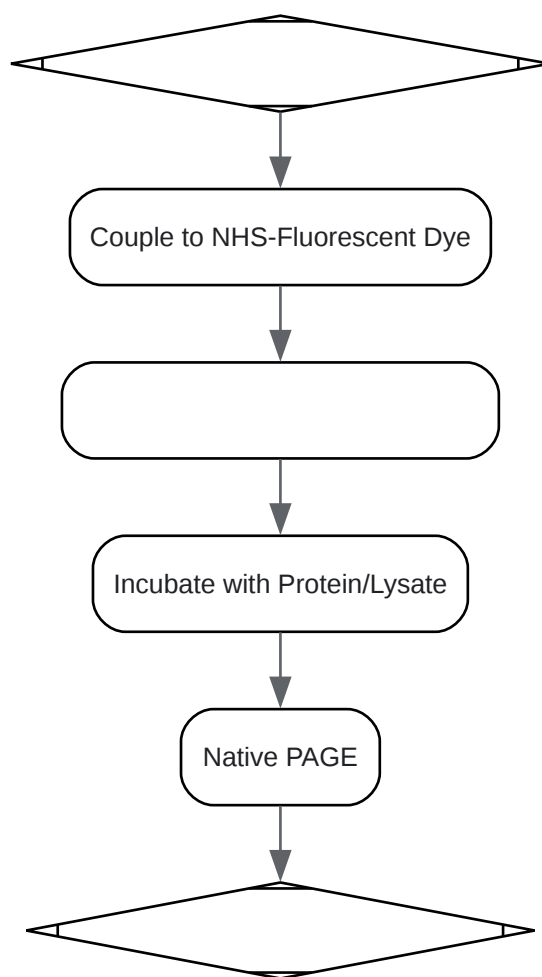 Couple to NHS-Fluorescent Dye
Incubate with Protein/Lysate
Native PAGE